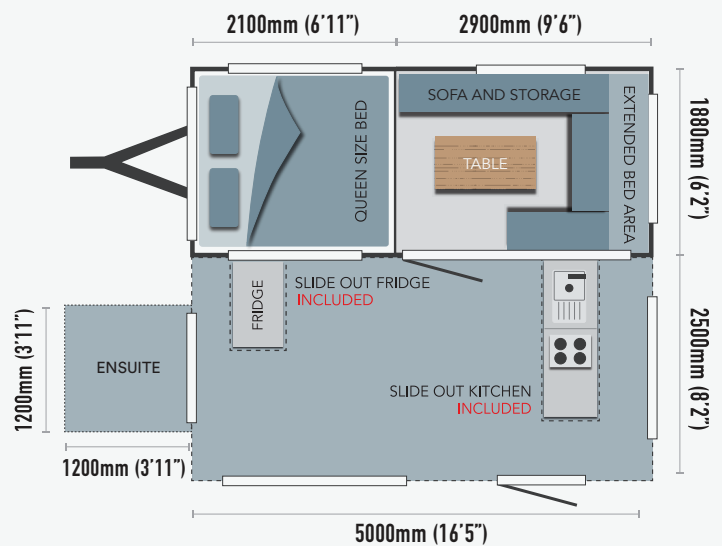 2100mm (6'11”)
2900mm (9'6”)
SOFA AND STORAGE
EXTENDED BED AREA
QUEEN SIZE BED
TABLE
1880mm (6'2”)
SLIDE OUT FRIDGE
INCLUDED
FRIDGE
ENSUITE
1200mm (3'11”)
1200mm (3'11”)
SLIDE OUT KITCHEN
INCLUDED
2500mm (8'2”)
5000mm (16'5”)